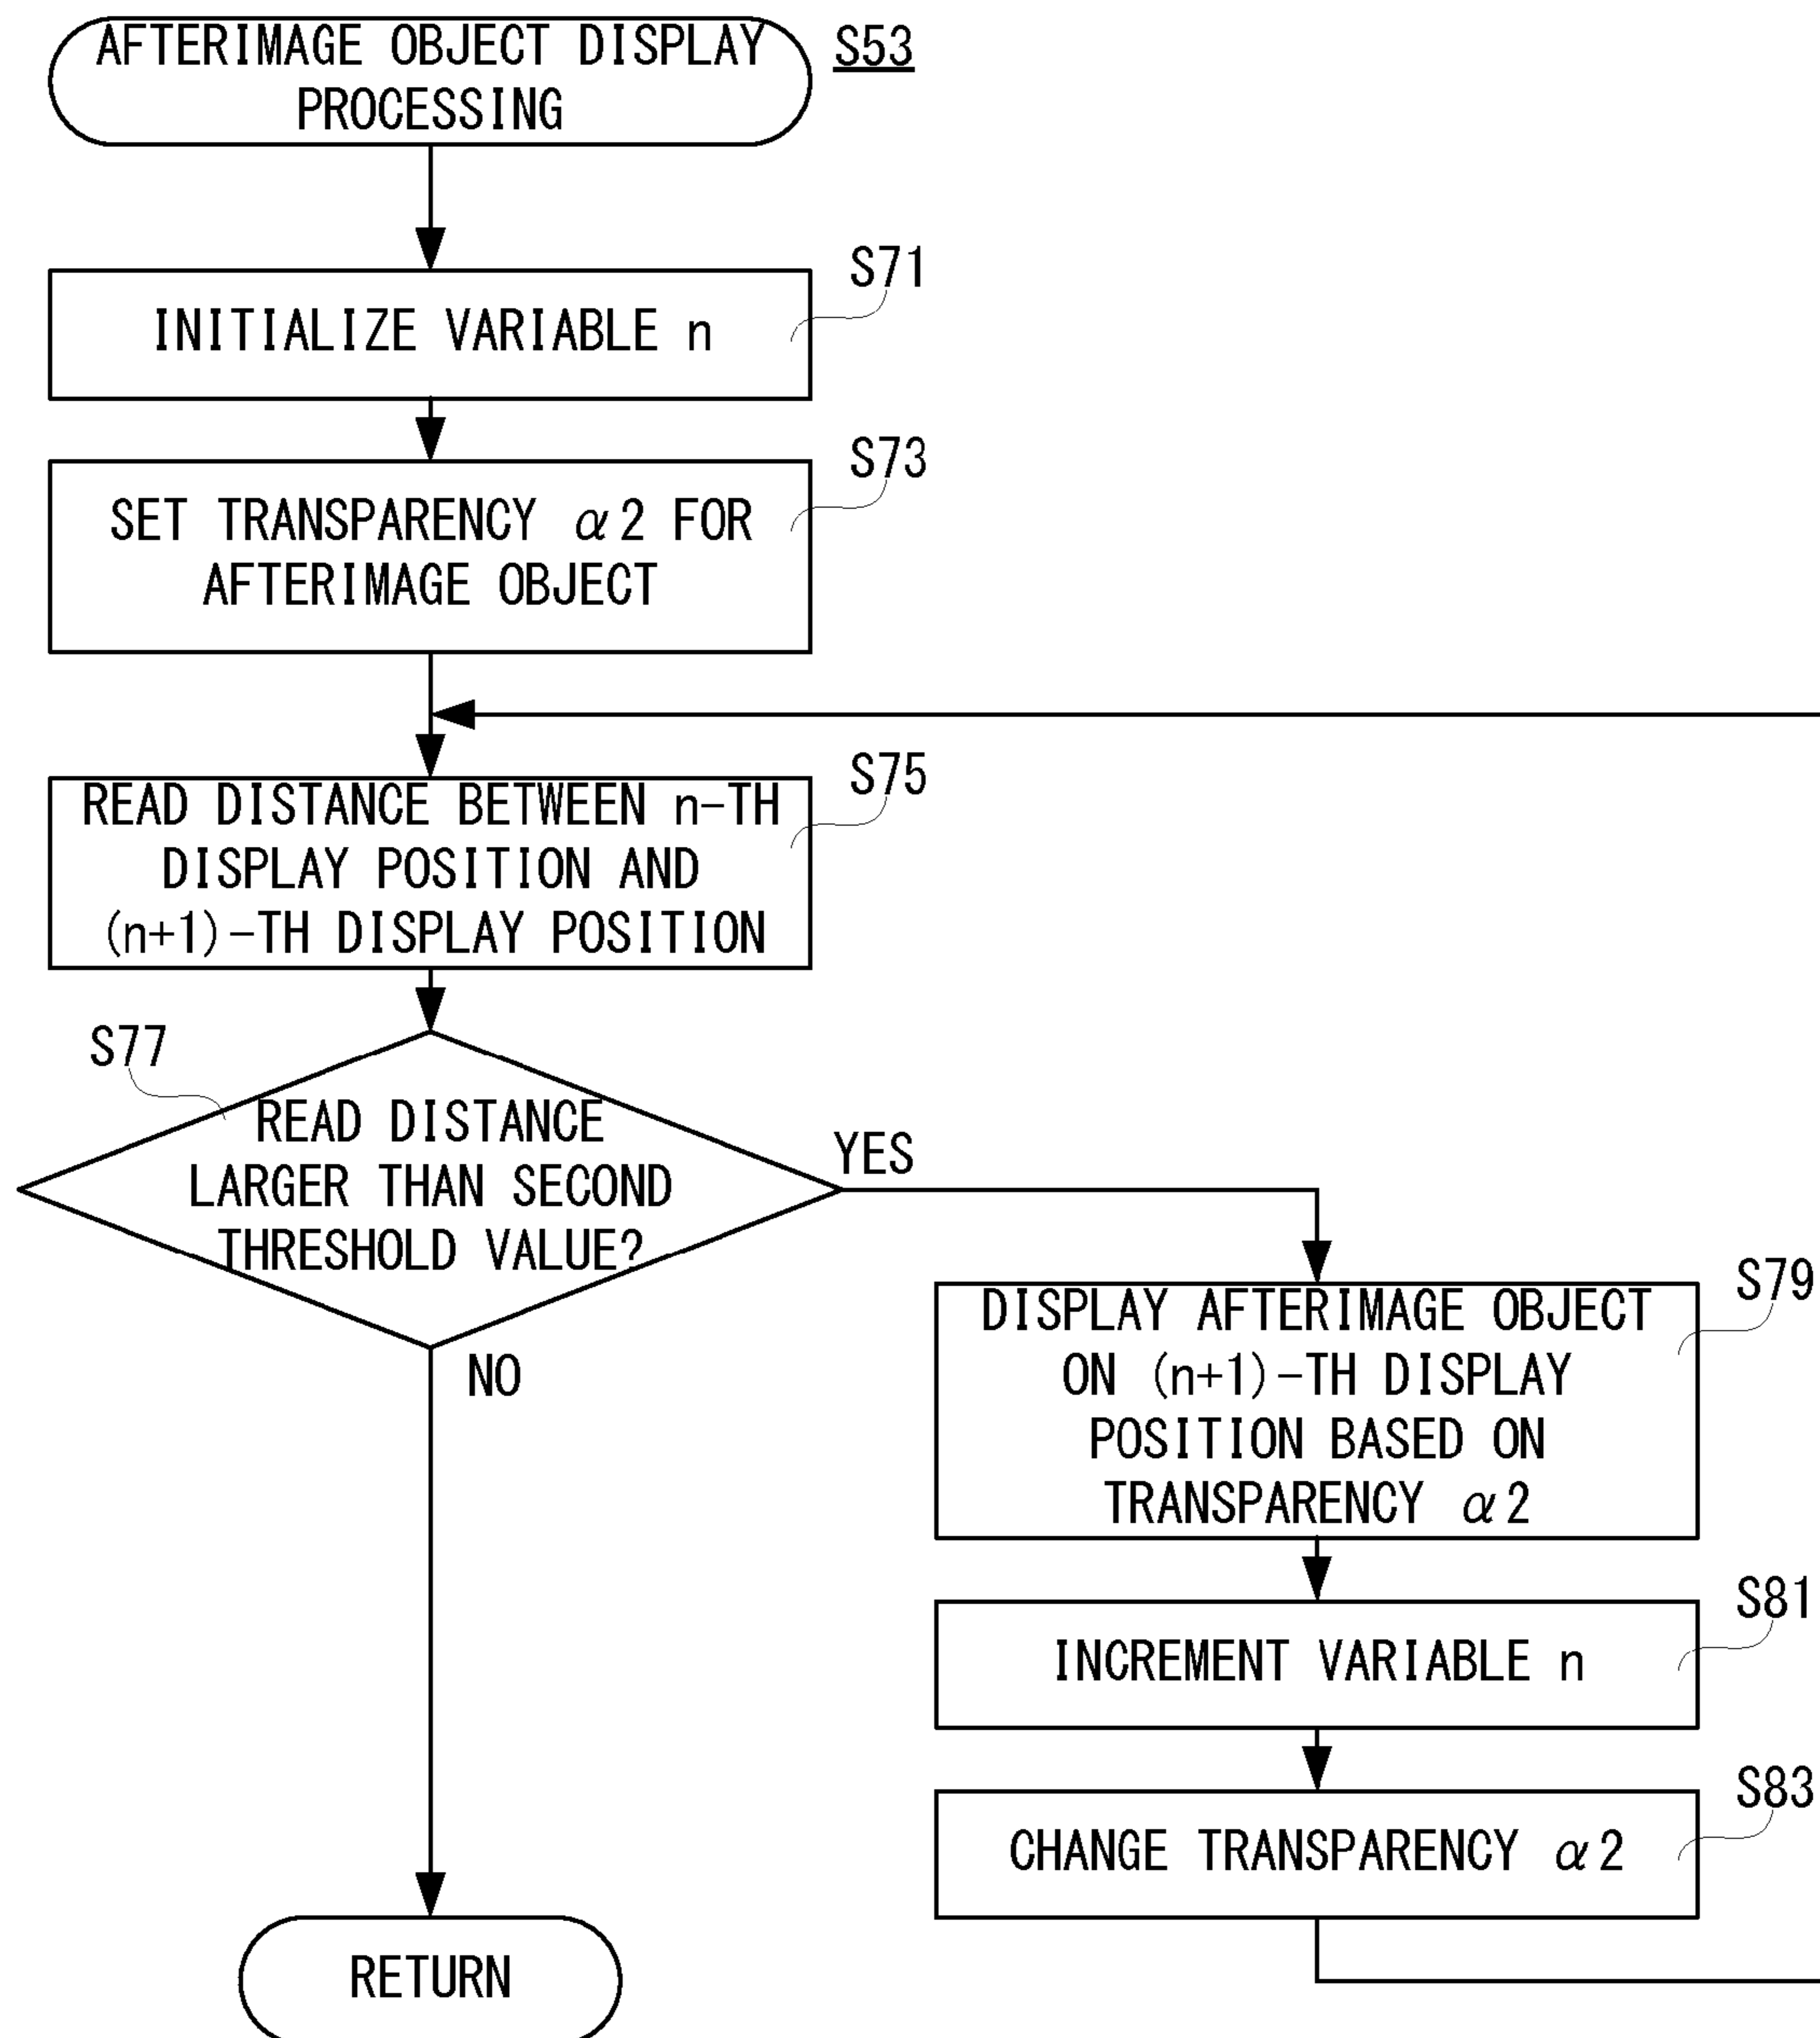 AFTERIMAGE OBJECT DISPLAY
PROCESSING
S53
INITIALIZE VARIABLE n
S71
SET TRANSPARENCY α2 FOR
AFTERIMAGE OBJECT
S73
READ DISTANCE BETWEEN n-TH
DISPLAY POSITION AND
(n+1)-TH DISPLAY POSITION
S75
S77
READ DISTANCE
LARGER THAN SECOND
THRESHOLD VALUE?
YES
NO
DISPLAY AFTERIMAGE OBJECT
ON (n+1)-TH DISPLAY
POSITION BASED ON
TRANSPARENCY α2
S79
INCREMENT VARIABLE n
S81
CHANGE TRANSPARENCY α2
S83
RETURN